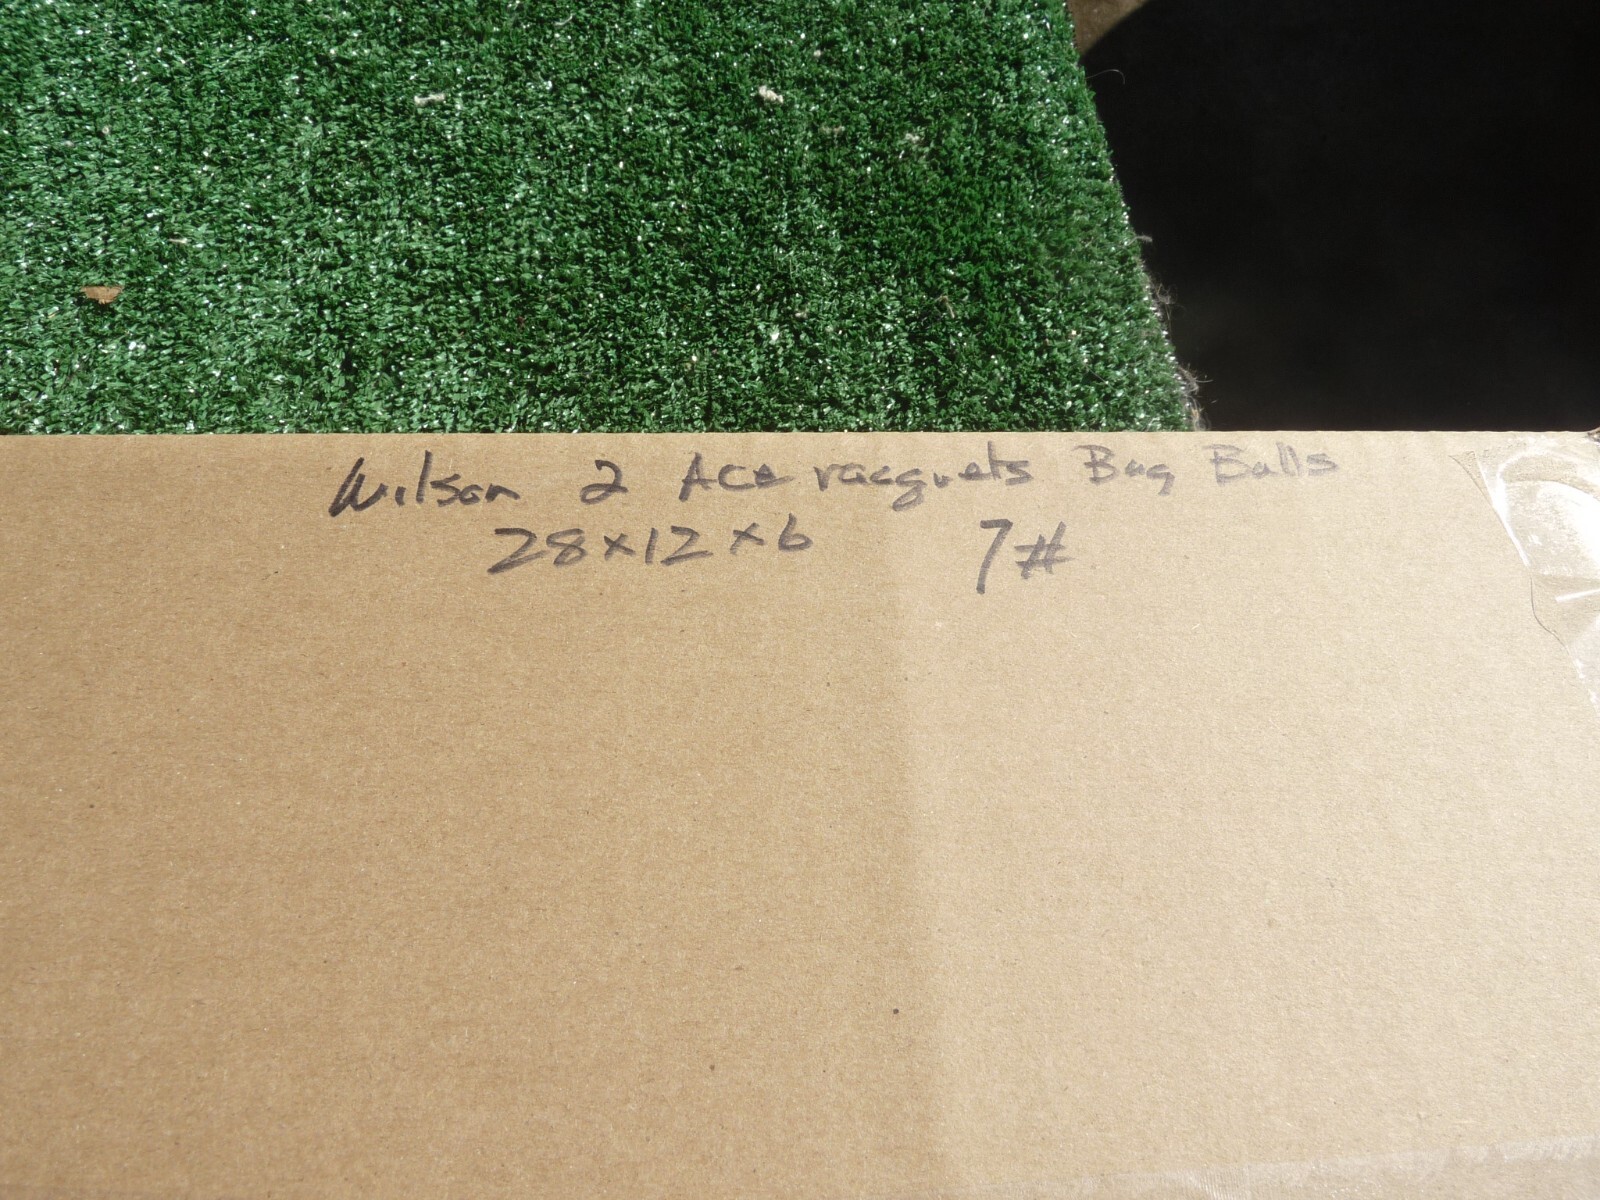 Wilson 2 Ace racquets Bag Balls
28x12x6 7#